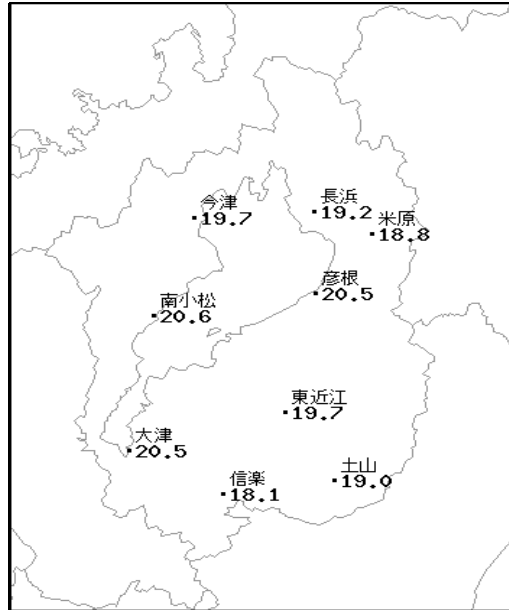 今津
19.7
長浜
19.2
米原
18.8
彦根
20.5
南小松
20.6
東近江
19.7
大津
20.5
信楽
18.1
土山
19.0